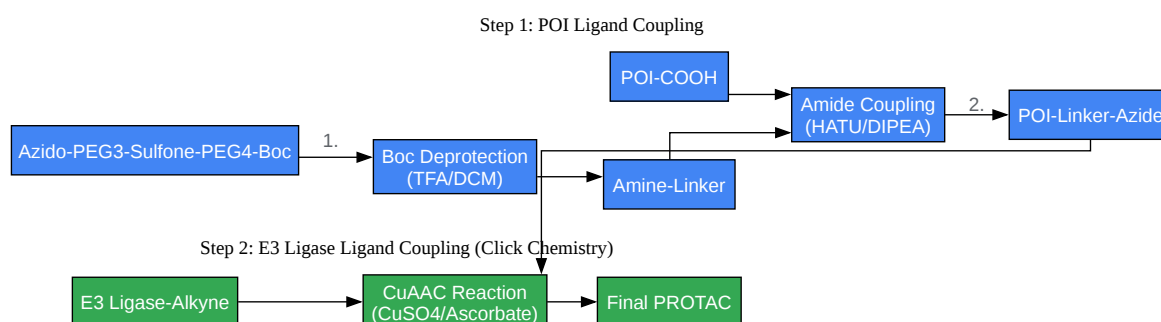 Step 1: POI Ligand Coupling
POI-COOH
Amide Coupling
(HATU/DIPEA)
2.
POI-Linker-Azide
Azido-PEG3-Sulfone-PEG4-Boc
1.
Boc Deprotection
(TFA/DCM)
Amine-Linker
Step 2: E3 Ligase Ligand Coupling (Click Chemistry)
E3 Ligase-Alkyne
CuAAC Reaction
(CuSO4/Ascorbate)
Final PROTAC